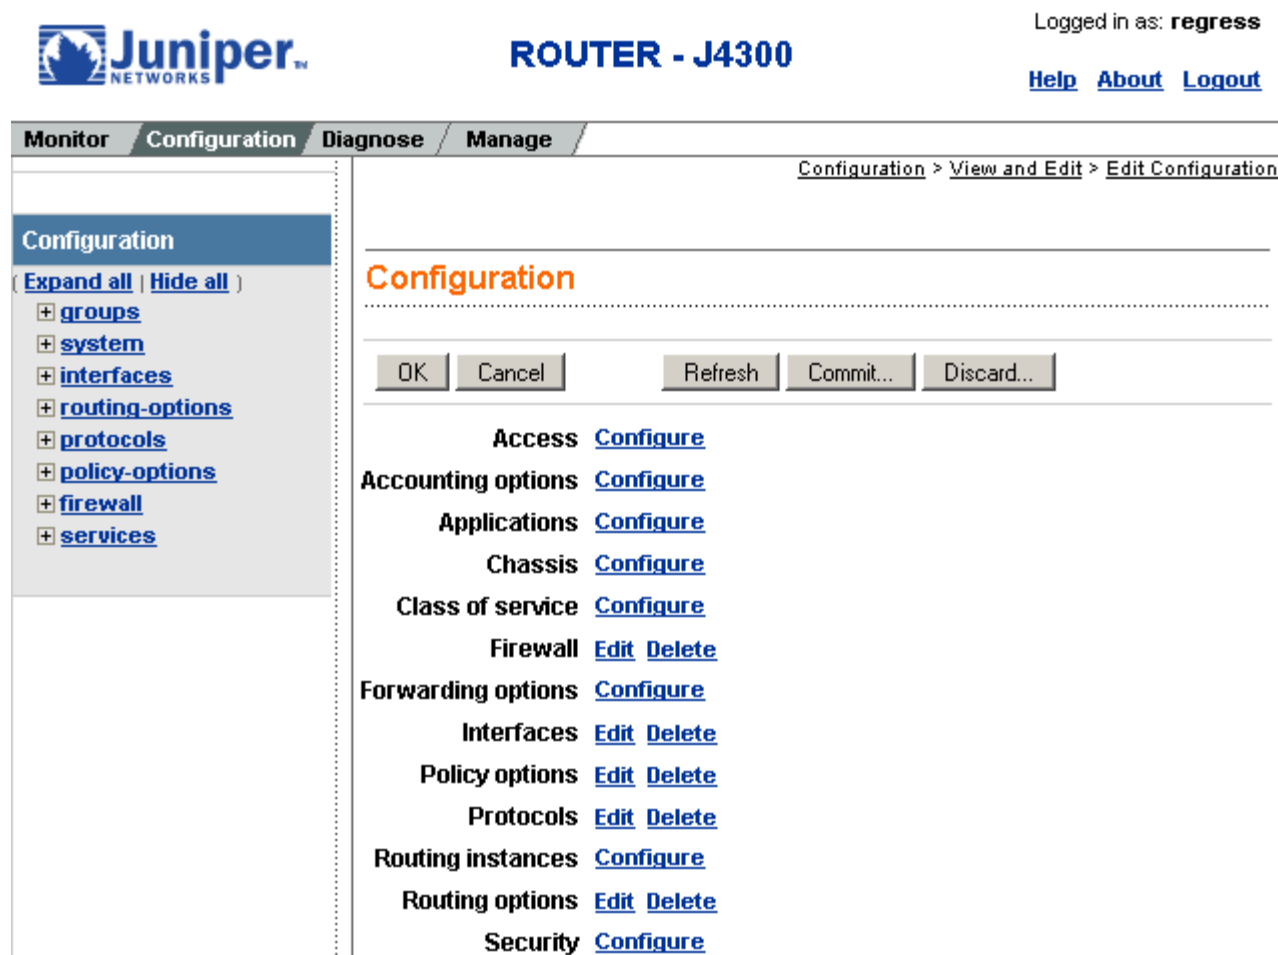 Juniper
NETWORKS
TM
ROUTER - J4300
Logged in as: regress
Help About Logout
Monitor Configuration Diagnose Manage
Configuration > View and Edit > Edit Configuration
Configuration
( Expand all | Hide all )
groups
system
interfaces
routing-options
protocols
policy-options
firewall
services
Configuration
OK Cancel Refresh Commit... Discard...
Access Configure
Accounting options Configure
Applications Configure
Chassis Configure
Class of service Configure
Firewall Edit Delete
Forwarding options Configure
Interfaces Edit Delete
Policy options Edit Delete
Protocols Edit Delete
Routing instances Configure
Routing options Edit Delete
Security Configure